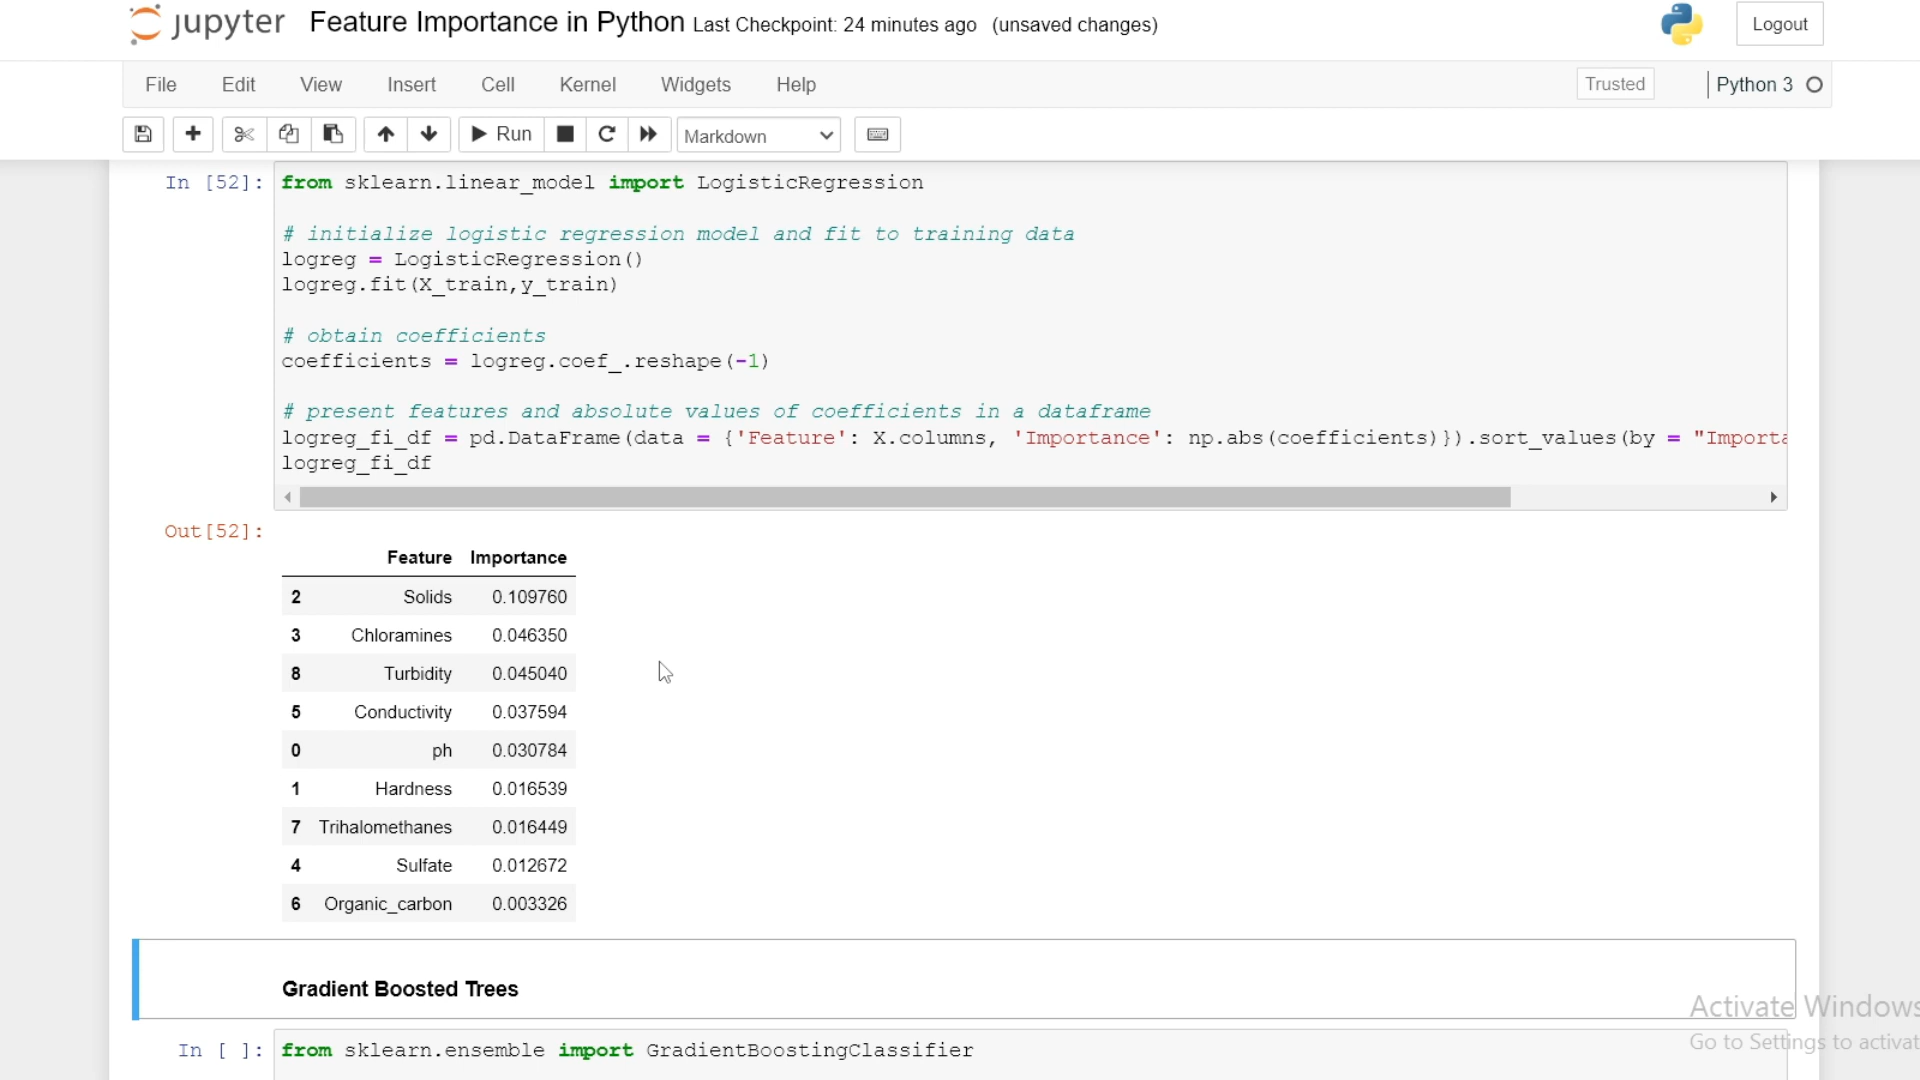 jupyter Feature Importance in Python Last Checkpoint: 24 minutes ago (unsaved changes) Logout
File Edit View Insert Cell Kernel Widgets Help Trusted Python 3
Run Markdown
In [52]: from sklearn.linear_model import LogisticRegression
# initialize logistic regression model and fit to training data
logreg = LogisticRegression()
logreg.fit(X_train,y_train)
# obtain coefficients
coefficients = logreg.coef_.reshape(-1)
# present features and absolute values of coefficients in a dataframe
logreg_fi_df = pd.DataFrame(data = {'Feature': X.columns, 'Importance': np.abs(coefficients)}).sort_values(by = "Importa
logreg_fi_df
Out[52]:
Feature Importance
2 Solids 0.109760
3 Chloramines 0.046350
8 Turbidity 0.045040
5 Conductivity 0.037594
0 ph 0.030784
1 Hardness 0.016539
7 Trihalomethanes 0.016449
4 Sulfate 0.012672
6 Organic_carbon 0.003326
Gradient Boosted Trees
Activate Windows
In [ ]: from sklearn.ensemble import GradientBoostingClassifier
Go to Settings to activat